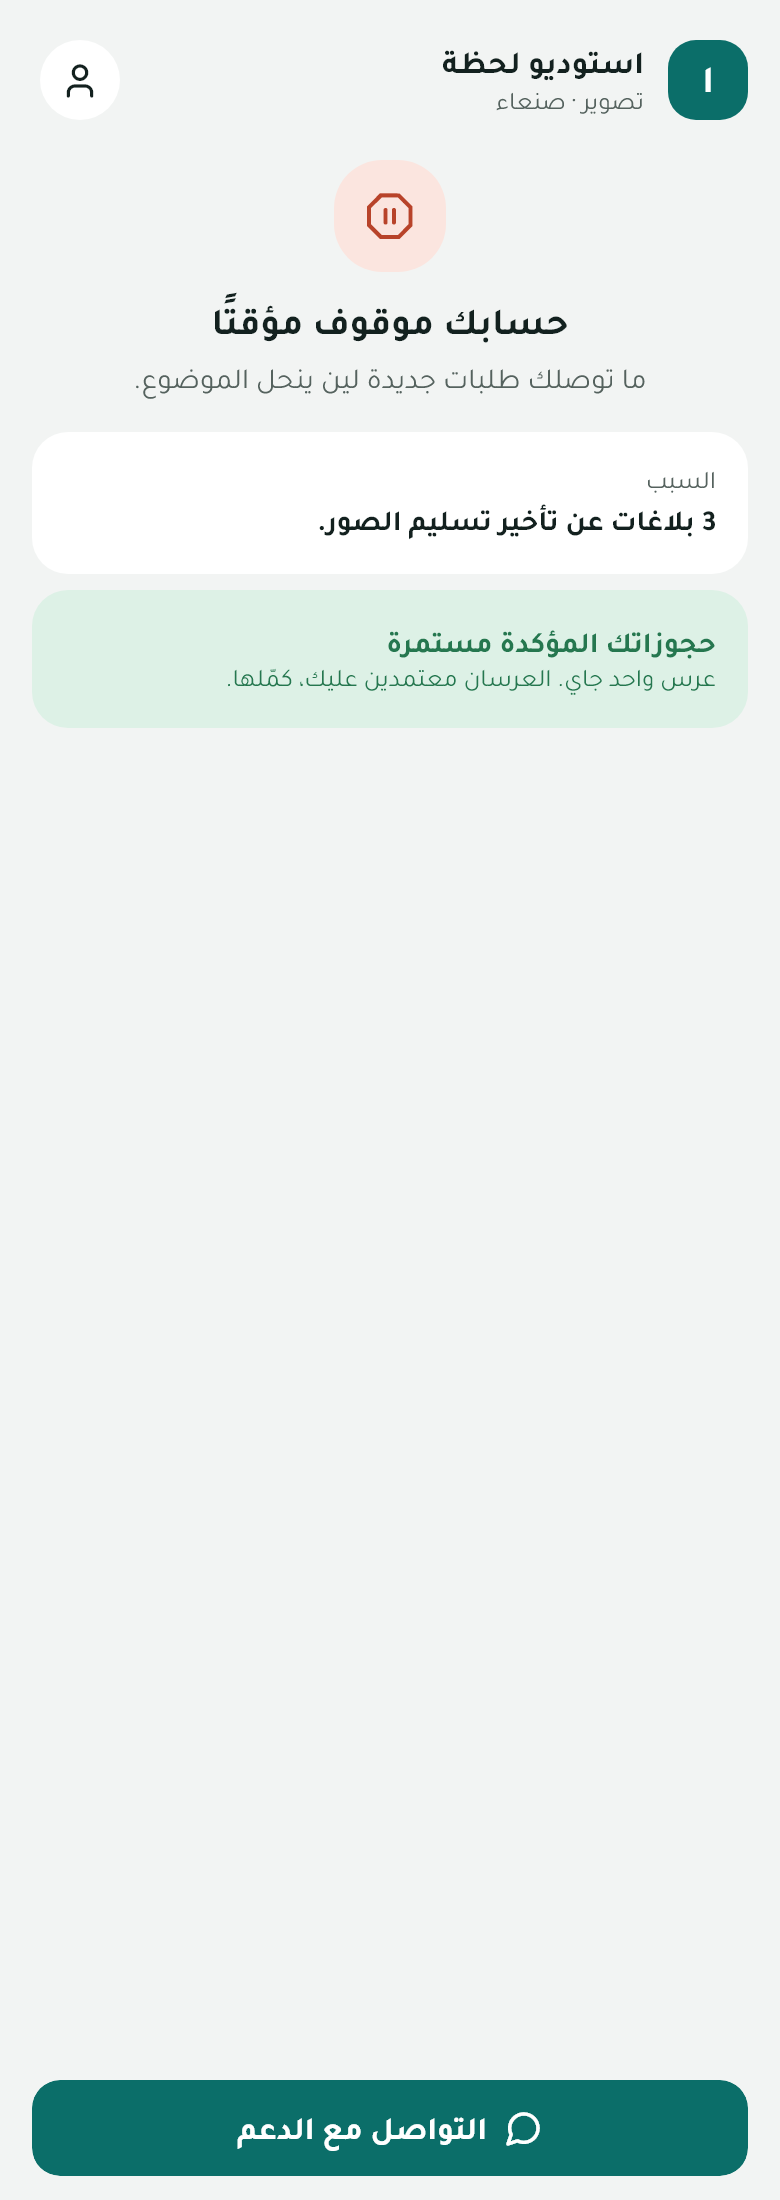 ا
استوديو لحظة
تصوير · صنعاء
حسابك موقوف مؤقتًا
ما توصلك طلبات جديدة لين ينحل الموضوع.
السبب
3 بلاغات عن تأخير تسليم الصور.
حجوزاتك المؤكدة مستمرة
عرس واحد جاي. العرسان معتمدين عليك، كمّلها.
التواصل مع الدعم